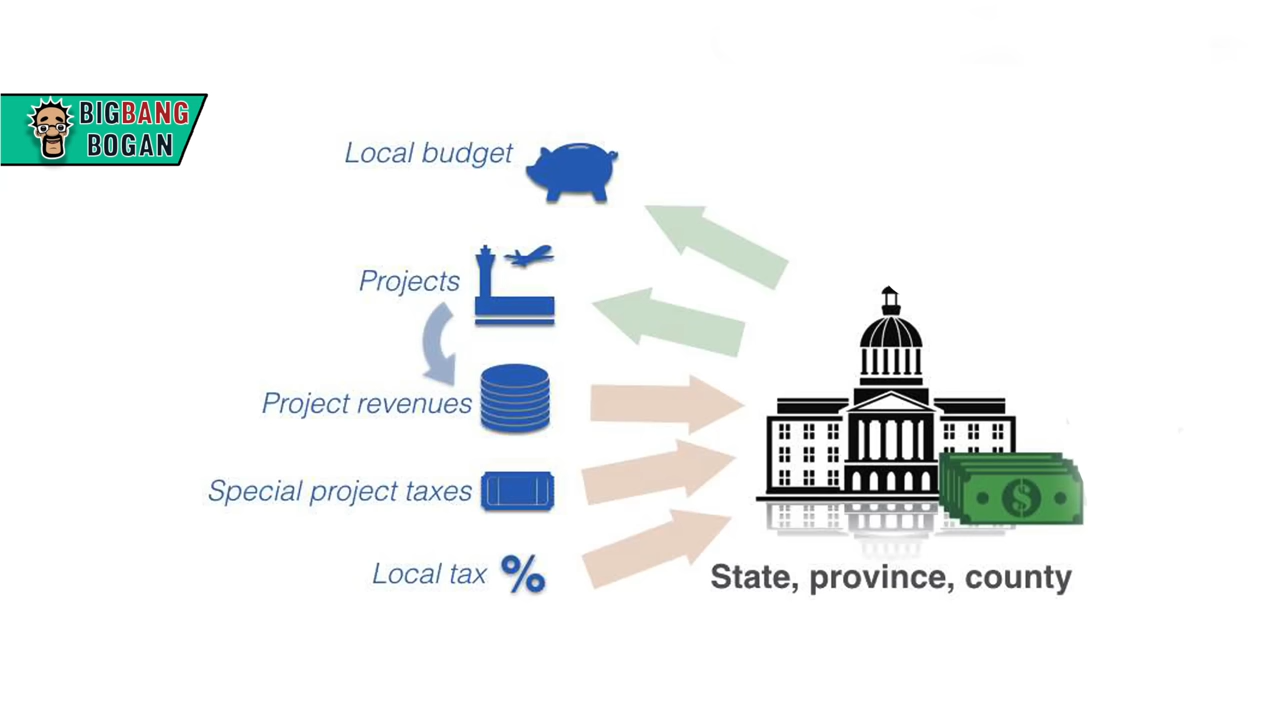 BIGBANG
BOGAN
Local budget
Projects
Project revenues
Special project taxes
Local tax %
$
State, province, county